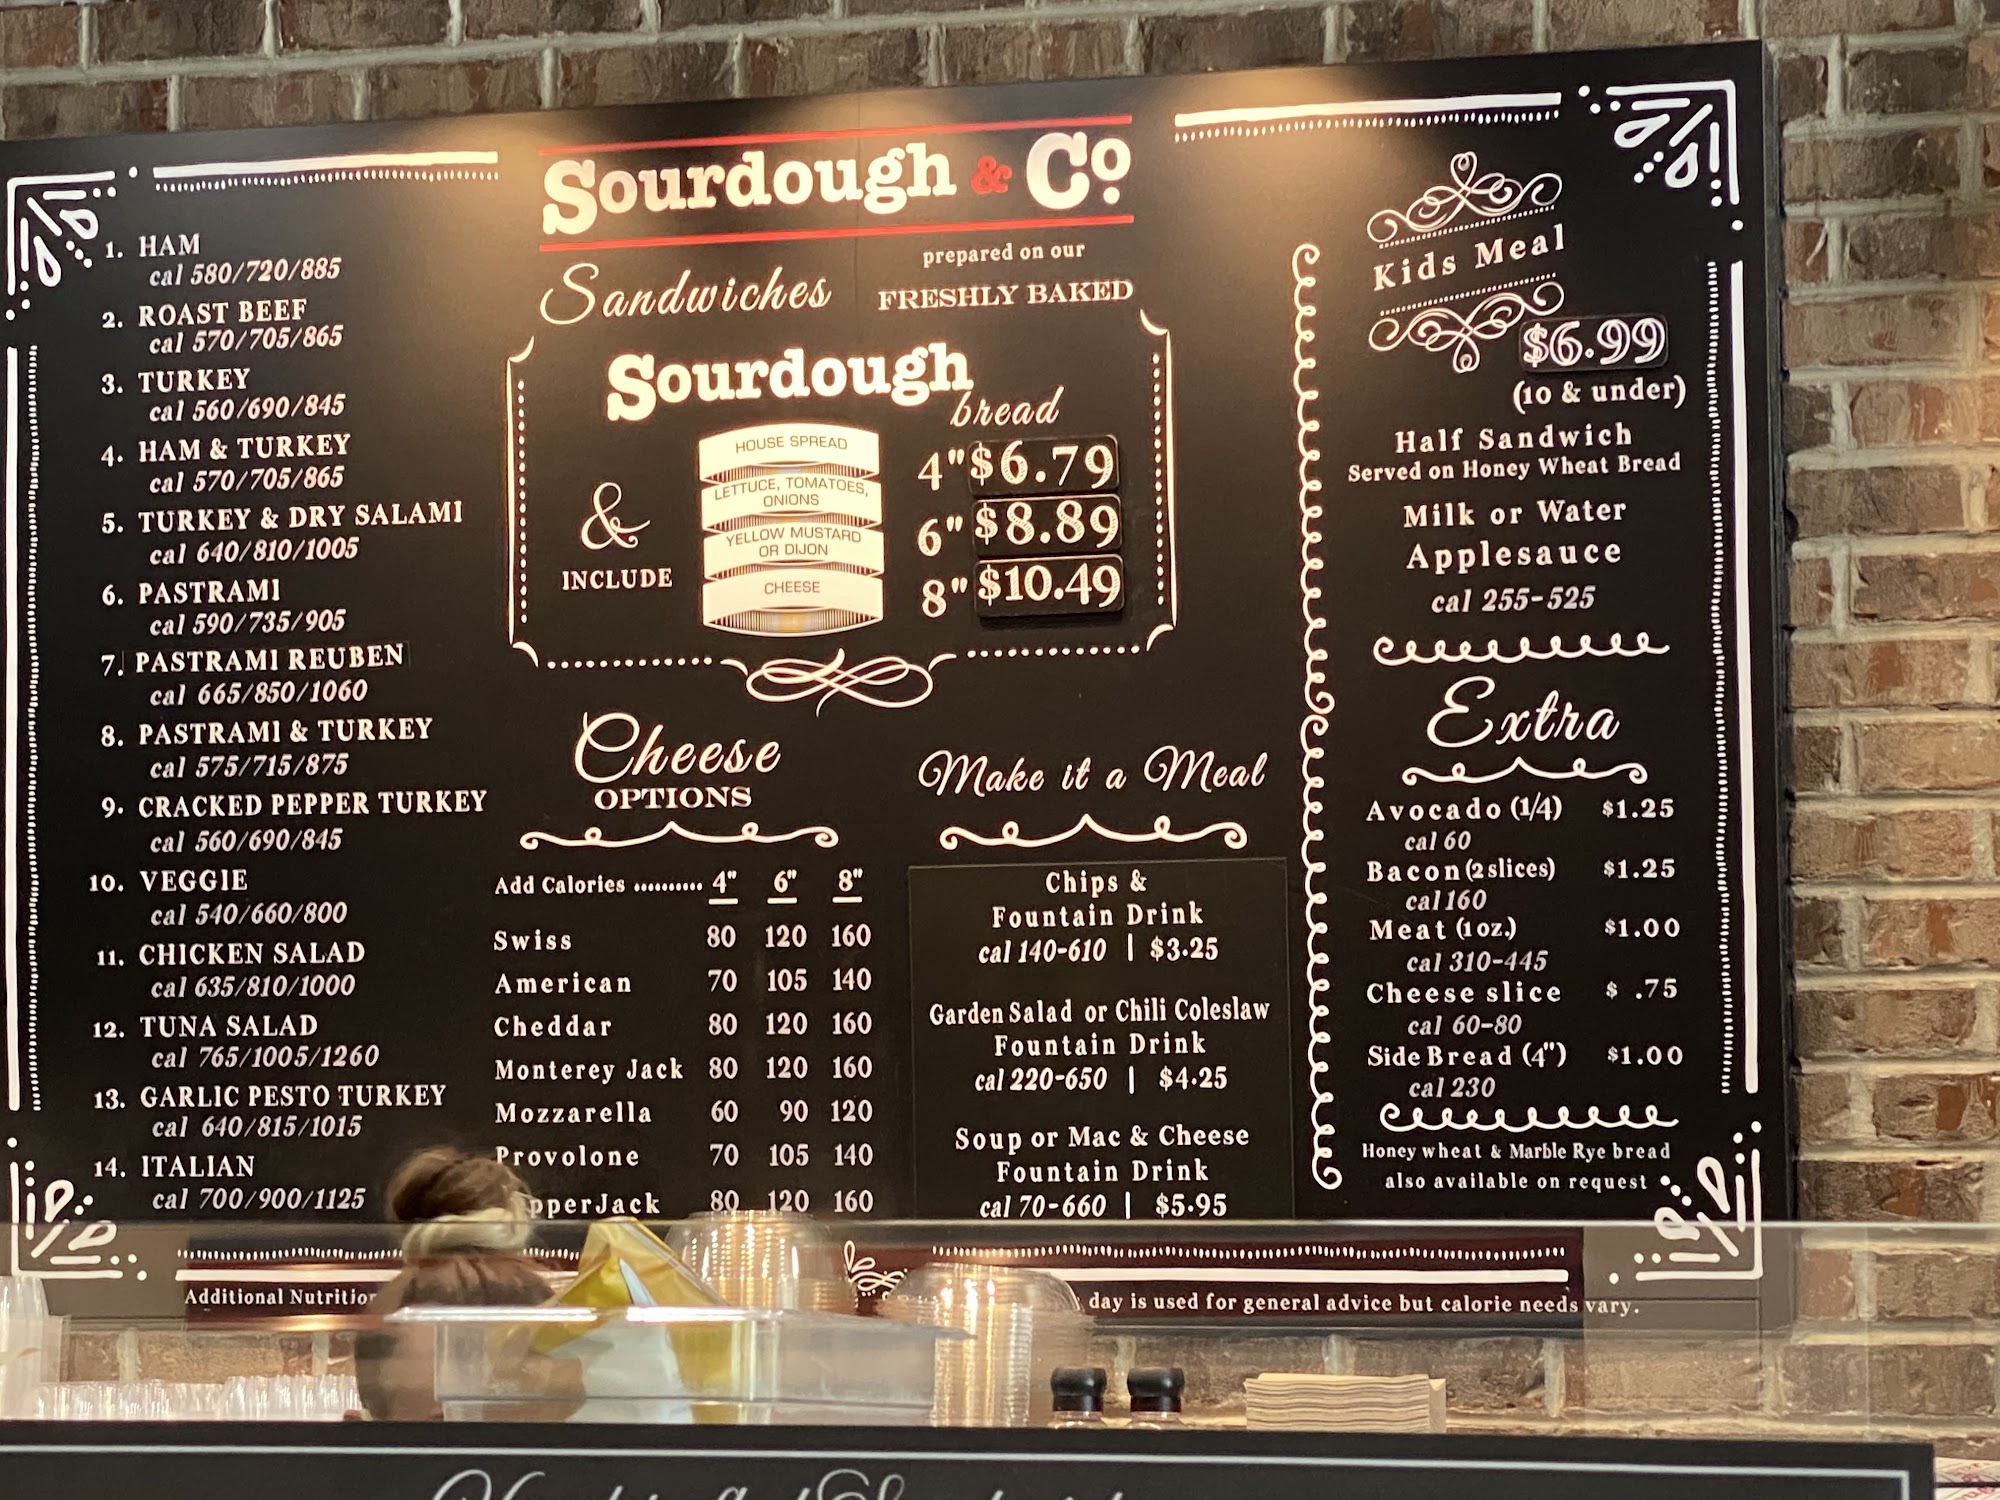 Sourdough & Co.
Sandwiches
prepared on our
FRESHLY BAKED
1. HAM
cal 580/720/885
2. ROAST BEEF
cal 570/705/865
3. TURKEY
cal 560/690/845
4. HAM & TURKEY
cal 570/705/865
5. TURKEY & DRY SALAMI
cal 640/810/1005
6. PASTRAMI
cal 590/735/905
7. PASTRAMI REUBEN
cal 665/850/1060
8. PASTRAMI & TURKEY
cal 575/715/875
9. CRACKED PEPPER TURKEY
cal 560/690/845
10. VEGGIE
cal 540/660/800
11. CHICKEN SALAD
cal 635/810/1000
12. TUNA SALAD
cal 765/1005/1260
13. GARLIC PESTO TURKEY
cal 640/815/1015
14. ITALIAN
cal 700/900/1125
Sourdough
bread
& INCLUDE
HOUSE SPREAD
LETTUCE, TOMATOES,
ONIONS
YELLOW MUSTARD
OR DIJON
CHEESE
4" $6.79
6" $8.89
8" $10.49
Cheese
OPTIONS
Add Calories .......... 4" 6" 8"
Swiss 80 120 160
American 70 105 140
Cheddar 80 120 160
Monterey Jack 80 120 160
Mozzarella 60 90 120
Provolone 70 105 140
pperJack 80 120 160
Make it a Meal
Chips &
Fountain Drink
cal 140-610 | $3.25
Garden Salad or Chili Coleslaw
Fountain Drink
cal 220-650 | $4.25
Soup or Mac & Cheese
Fountain Drink
cal 70-660 | $5.95
Kids Meal
$6.99
(10 & under)
Half Sandwich
Served on Honey Wheat Bread
Milk or Water
Applesauce
cal 255-525
Extra
Avocado (1/4) $1.25
cal 60
Bacon (2 slices) $1.25
cal 160
Meat (1 oz.) $1.00
cal 310-445
Cheese slice $ .75
cal 60-80
Side Bread (4") $1.00
cal 230
Honey wheat & Marble Rye bread
also available on request
Additional Nutrition day is used for general advice but calorie needs vary.